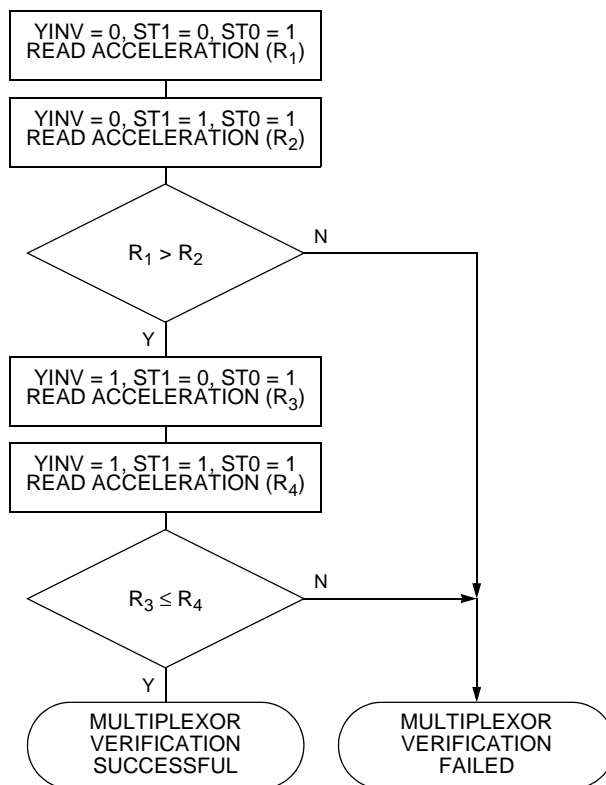 YINV = 0, ST1 = 0, ST0 = 1
READ ACCELERATION (R1)
YINV = 0, ST1 = 1, ST0 = 1
READ ACCELERATION (R2)
R1 > R2
N
Y
YINV = 1, ST1 = 0, ST0 = 1
READ ACCELERATION (R3)
YINV = 1, ST1 = 1, ST0 = 1
READ ACCELERATION (R4)
R3 ≤ R4
N
Y
MULTIPLEXOR
VERIFICATION
SUCCESSFUL
MULTIPLEXOR
VERIFICATION
FAILED